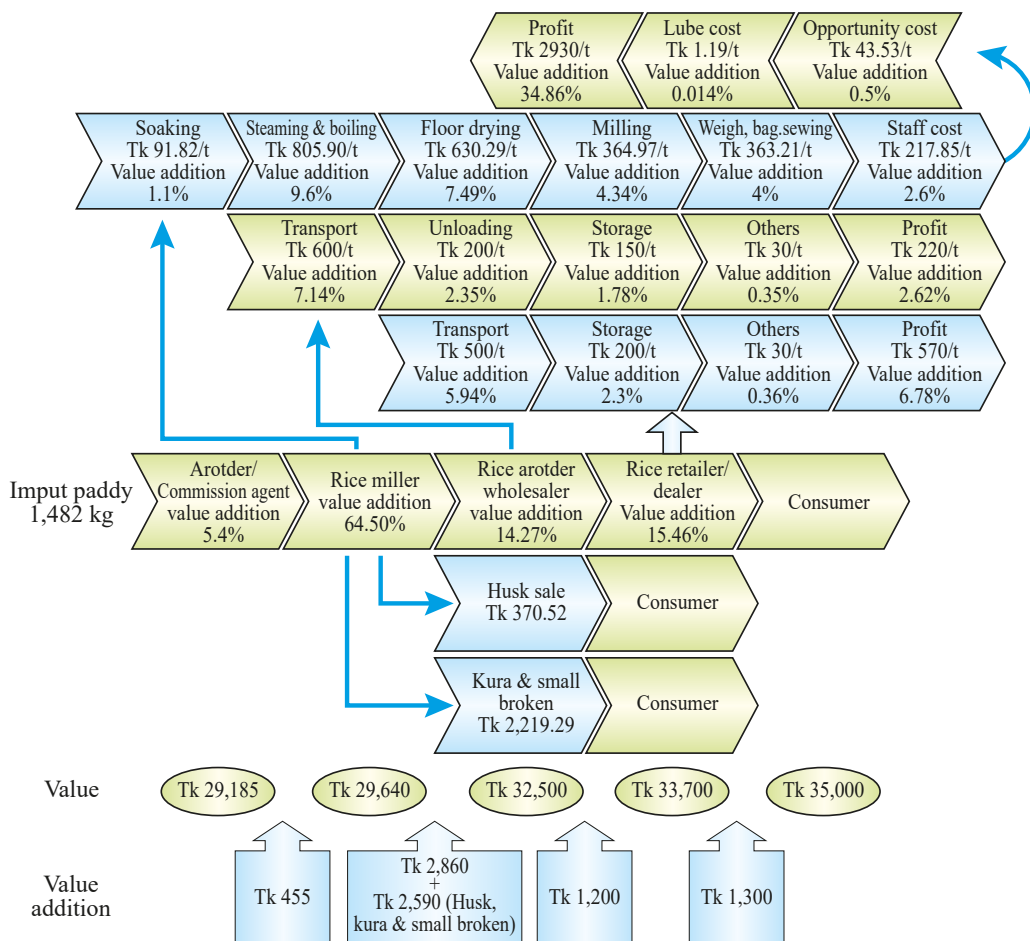 Profit
Tk 2930/t
Value addition
34.86%
Lube cost
Tk 1.19/t
Value addition
0.014%
Opportunity cost
Tk 43.53/t
Value addition
0.5%
Soaking
Tk 91.82/t
Value addition
1.1%
Steaming & boiling
Tk 805.90/t
Value addition
9.6%
Floor drying
Tk 630.29/t
Value addition
7.49%
Milling
Tk 364.97/t
Value addition
4.34%
Weigh, bag.sewing
Tk 363.21/t
Value addition
4%
Staff cost
Tk 217.85/t
Value addition
2.6%
Transport
Tk 600/t
Value addition
7.14%
Unloading
Tk 200/t
Value addition
2.35%
Storage
Tk 150/t
Value addition
1.78%
Others
Tk 30/t
Value addition
0.35%
Profit
Tk 220/t
Value addition
2.62%
Transport
Tk 500/t
Value addition
5.94%
Storage
Tk 200/t
Value addition
2.3%
Others
Tk 30/t
Value addition
0.36%
Profit
Tk 570/t
Value addition
6.78%
Imput paddy
1,482 kg
Arotder/
Commission agent
value addition
5.4%
Rice miller
value addition
64.50%
Rice arotder
wholesaler
value addition
14.27%
Rice retailer/
dealer
Value addition
15.46%
Consumer
Husk sale
Tk 370.52
Consumer
Kura & small
broken
Tk 2,219.29
Consumer
Value
Tk 29,185
Tk 29,640
Tk 32,500
Tk 33,700
Tk 35,000
Value
addition
Tk 455
Tk 2,860
+
Tk 2,590 (Husk,
kura & small broken)
Tk 1,200
Tk 1,300